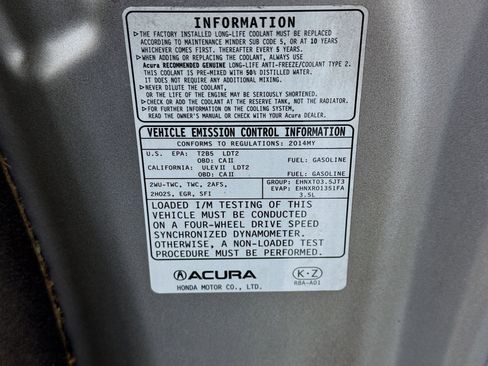 INFORMATION
▷THE FACTORY INSTALLED LONG-LIFE COOLANT MUST BE REPLACED
ACCORDING TO MAINTENANCE MINDER SUB CODE 5, OR AT 10 YEARS
WHICHEVER COMES FIRST. THEREAFTER EVERY 5 YEARS.
▷WHEN ADDING OR REPLACING THE COOLANT, ALWAYS USE
Acura RECOMMENDED GENUINE LONG-LIFE ANTI-FREEZE/COOLANT TYPE 2.
THIS COOLANT IS PRE-MIXED WITH 50% DISTILLED WATER.
IT DOES NOT REQUIRE ANY ADDITIONAL MIXING.
▷NEVER DILUTE THE COOLANT,
OR THE LIFE OF THE ENGINE MAY BE SERIOUSLY SHORTENED.
▷CHECK OR ADD THE COOLANT AT THE RESERVE TANK, NOT THE RADIATOR.
▷FOR FURTHER INFORMATION ON THE COOLING SYSTEM,
READ THE OWNER'S MANUAL OR CHECK WITH YOUR Acura DEALER.
VEHICLE EMISSION CONTROL INFORMATION
CONFORMS TO REGULATIONS: 2014MY
U.S. EPA: T2B5 LDT2
OBD: CAII FUEL: GASOLINE
CALIFORNIA: ULEVII LDT2
OBD: CAII FUEL: GASOLINE
2WU-TWC, TWC, 2AFS,
2HO2S, EGR, SFI
GROUP: EHNXT03.5JT3
EVAP: EHNXR0135IFA
3.5L
LOADED I/M TESTING OF THIS
VEHICLE MUST BE CONDUCTED
ON A FOUR-WHEEL DRIVE SPEED
SYNCHRONIZED DYNAMOMETER.
OTHERWISE, A NON-LOADED TEST
PROCEDURE MUST BE PERFORMED.
ACURA
HONDA MOTOR CO., LTD.
K-Z
R8A-A01